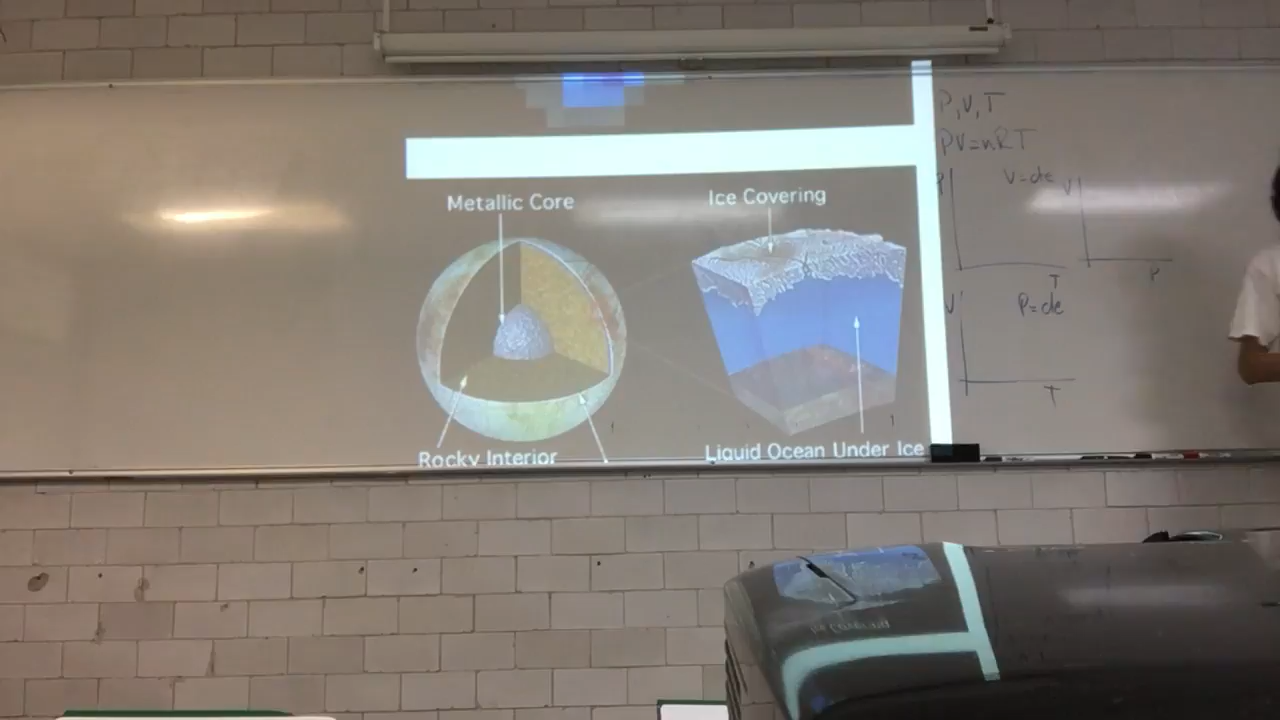 Metallic Core
Ice Covering
Rocky Interior
Liquid Ocean Under Ice
P,V,T
PV=nRT
P
V=cte
T
V
P
V
P=cte
T